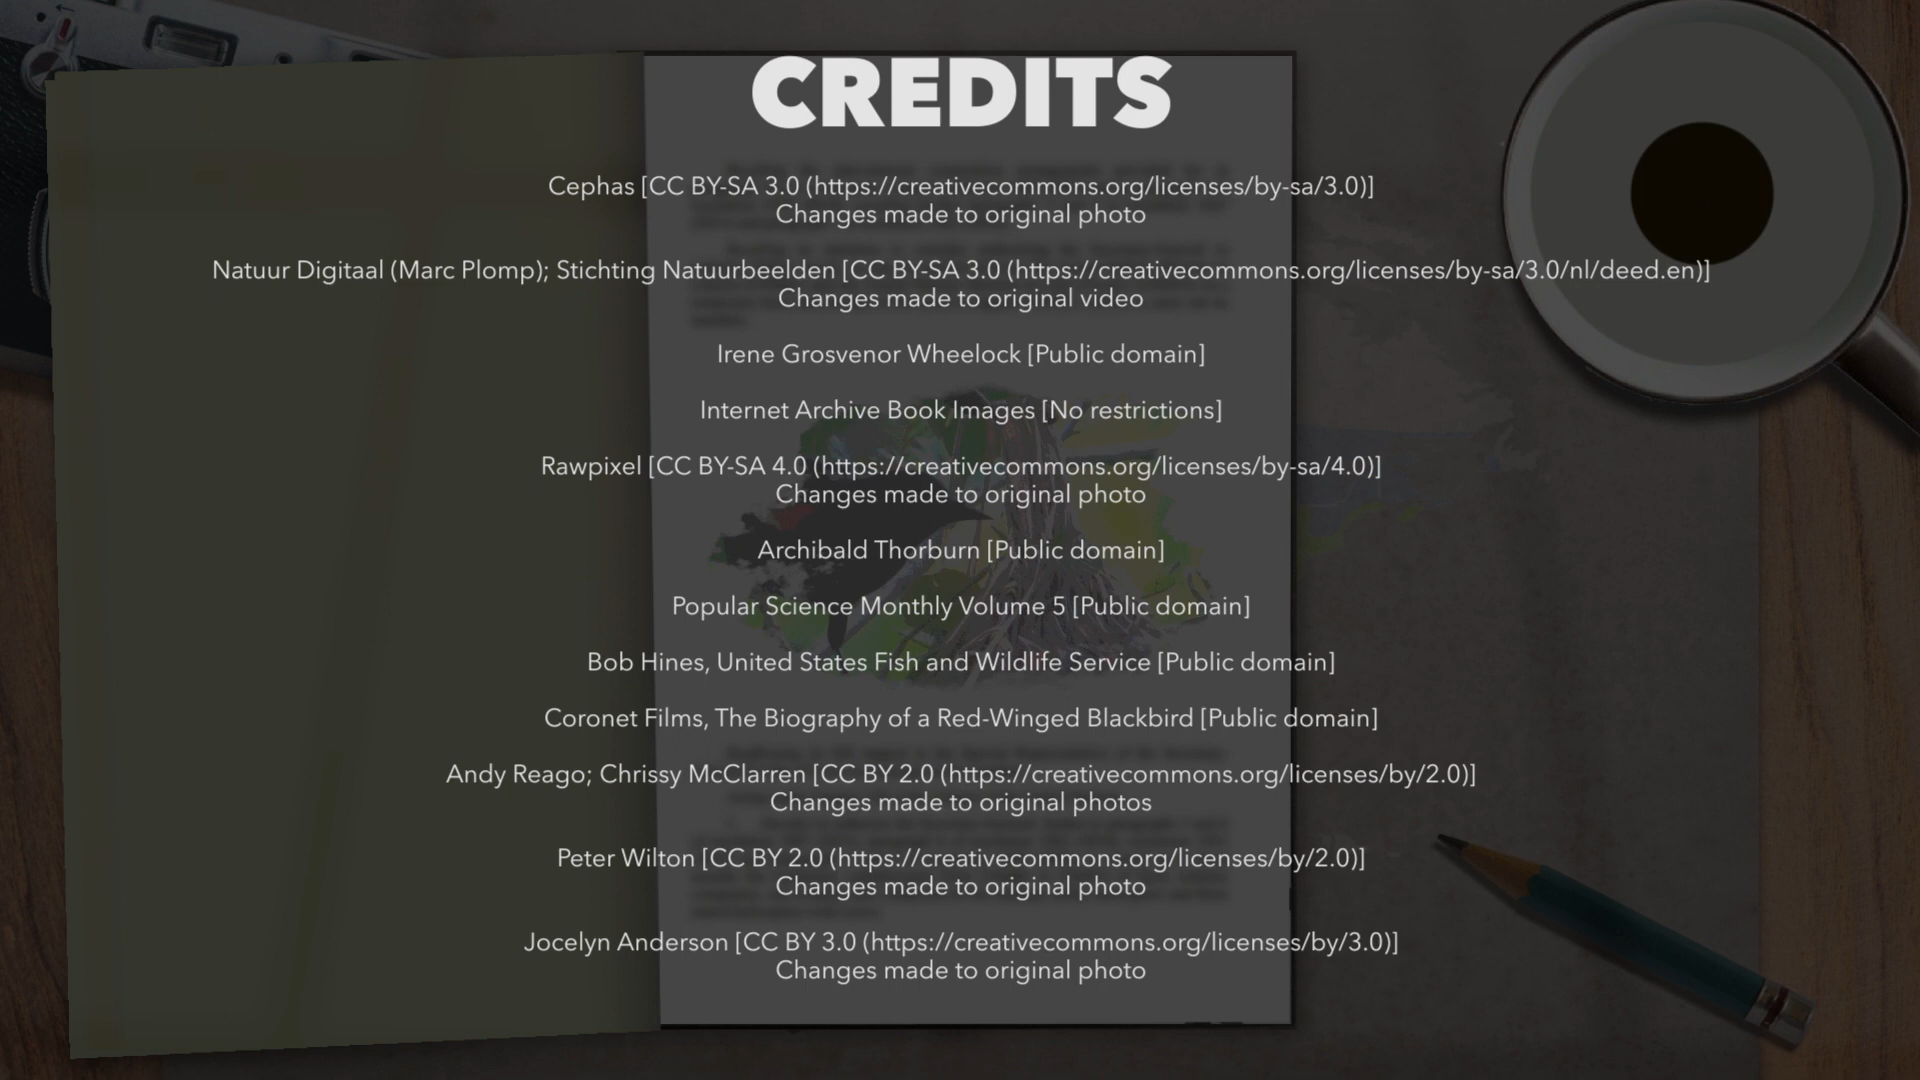 CREDITS
Cephas [CC BY-SA 3.0 (https://creativecommons.org/licenses/by-sa/3.0)]
Changes made to original photo
Natuur Digitaal (Marc Plomp); Stichting Natuurbeelden [CC BY-SA 3.0 (https://creativecommons.org/licenses/by-sa/3.0/nl/deed.en)]
Changes made to original video
Irene Grosvenor Wheelock [Public domain]
Internet Archive Book Images [No restrictions]
Rawpixel [CC BY-SA 4.0 (https://creativecommons.org/licenses/by-sa/4.0)]
Changes made to original photo
Archibald Thorburn [Public domain]
Popular Science Monthly Volume 5 [Public domain]
Bob Hines, United States Fish and Wildlife Service [Public domain]
Coronet Films, The Biography of a Red-Winged Blackbird [Public domain]
Andy Reago; Chrissy McClarren [CC BY 2.0 (https://creativecommons.org/licenses/by/2.0)]
Changes made to original photos
Peter Wilton [CC BY 2.0 (https://creativecommons.org/licenses/by/2.0)]
Changes made to original photo
Jocelyn Anderson [CC BY 3.0 (https://creativecommons.org/licenses/by/3.0)]
Changes made to original photo